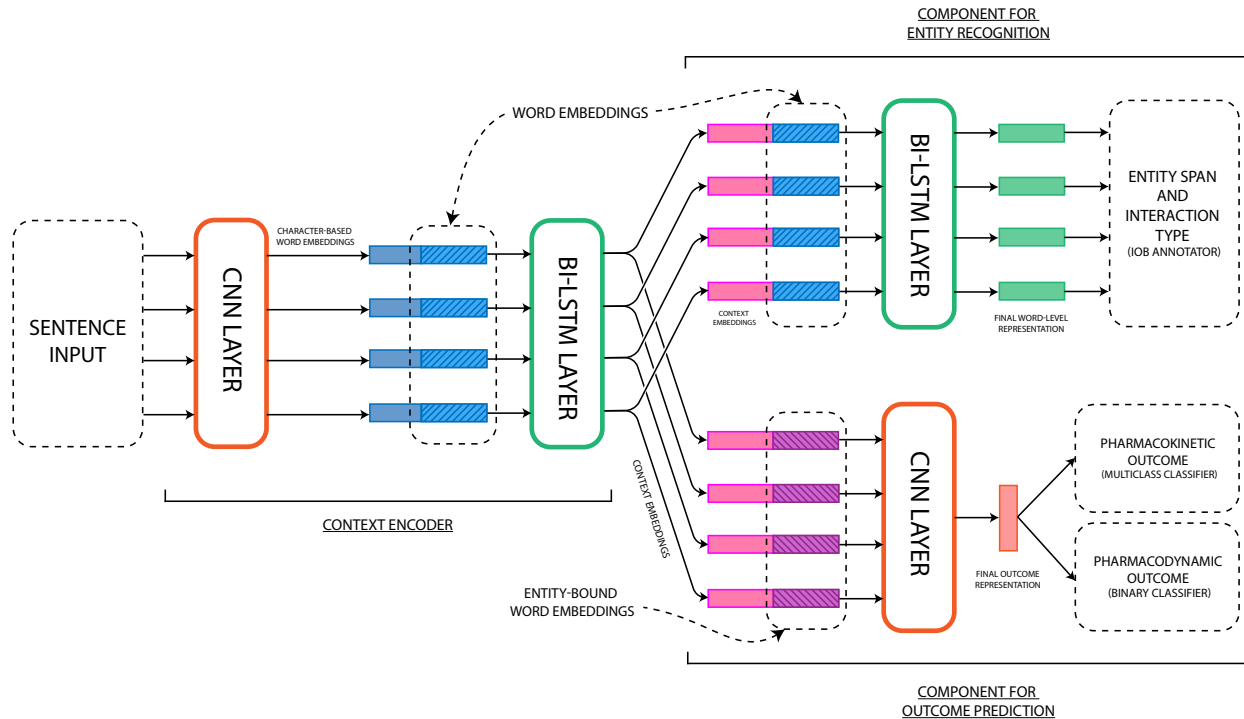 COMPONENT FOR
ENTITY RECOGNITION
WORD EMBEDDINGS
SENTENCE
INPUT
CNN LAYER
CHARACTER-BASED
WORD EMBEDDINGS
BI-LSTM LAYER
CONTEXT ENCODER
CONTEXT
EMBEDDINGS
BI-LSTM LAYER
FINAL WORD-LEVEL
REPRESENTATION
ENTITY SPAN
AND
INTERACTION
TYPE
(IOB ANNOTATOR)
CONTEXT EMBEDDINGS
ENTITY-BOUND
WORD EMBEDDINGS
CNN LAYER
FINAL OUTCOME
REPRESENTATION
PHARMACOKINETIC
OUTCOME
(MULTICLASS CLASSIFIER)
PHARMACODYNAMIC
OUTCOME
(BINARY CLASSIFIER)
COMPONENT FOR
OUTCOME PREDICTION